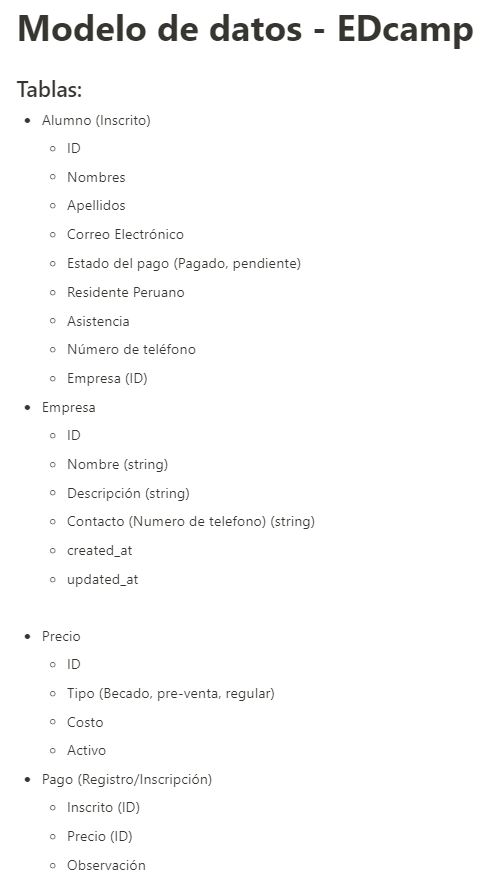 Modelo de datos - EDcamp
Tablas:
Alumno (Inscrito)
ID
Nombres
Apellidos
Correo Electrónico
Estado del pago (Pagado, pendiente)
Residente Peruano
Asistencia
Número de teléfono
Empresa (ID)
Empresa
ID
Nombre (string)
Descripción (string)
Contacto (Numero de telefono) (string)
created_at
updated_at
Precio
ID
Tipo (Becado, pre-venta, regular)
Costo
Activo
Pago (Registro/Inscripción)
Inscrito (ID)
Precio (ID)
Observación